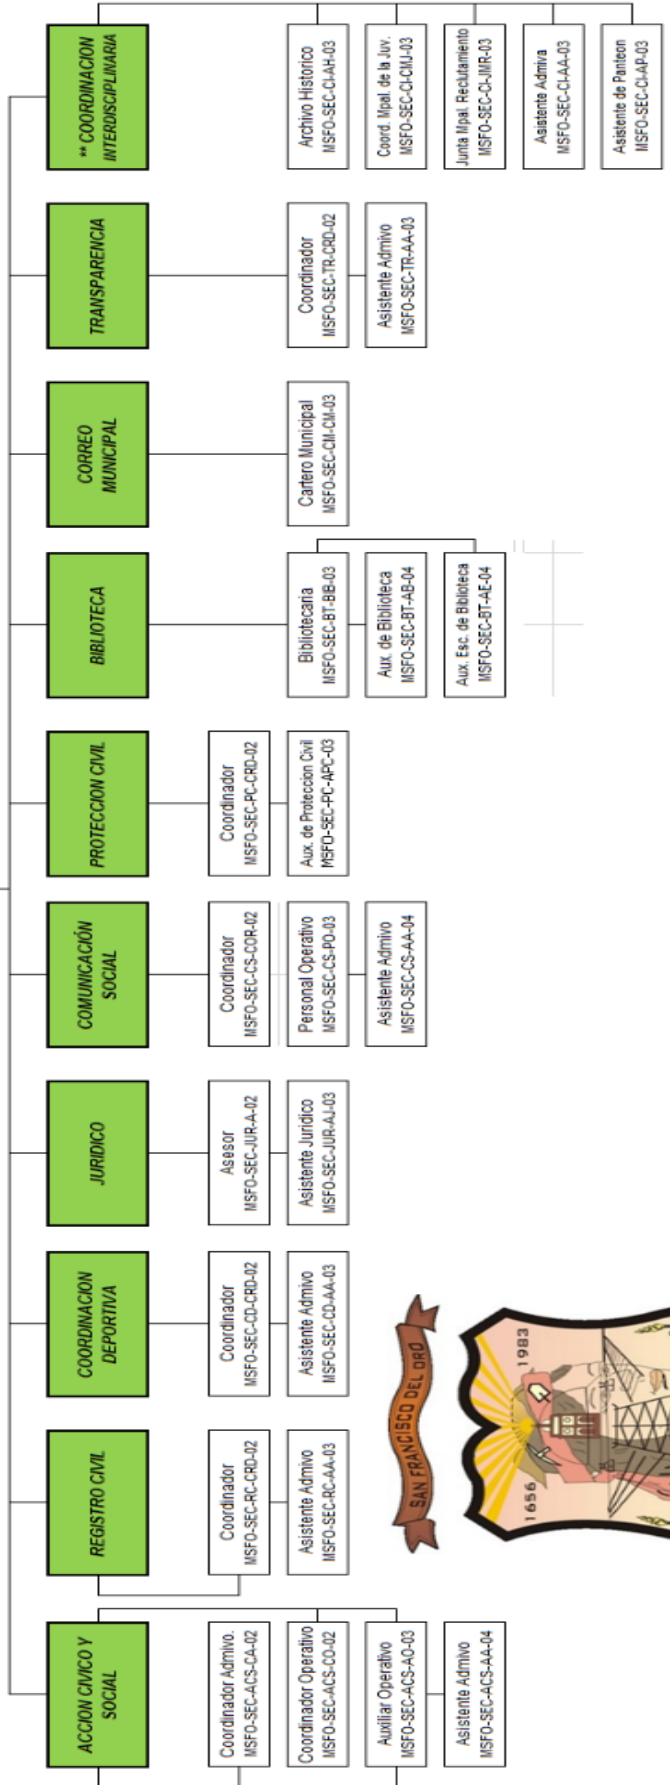 ACCION CIVICO Y
SOCIAL
Coordinador Admivo.
MSFO-SEC-ACS-CA-02
Coordinador Operativo
MSFO-SEC-ACS-CO-02
Auxiliar Operativo
MSFO-SEC-ACS-AO-03
Asistente Admivo
MSFO-SEC-ACS-AA-04
REGISTRO CIVIL
Coordinador
MSFO-SEC-RC-CRD-02
Asistente Admivo
MSFO-SEC-RC-AA-03
COORDINACION
DEPORTIVA
Coordinador
MSFO-SEC-CD-CRD-02
Asistente Admivo
MSFO-SEC-CD-AA-03
JURIDICO
Asesor
MSFO-SEC-JUR-A-02
Asistente Juridico
MSFO-SEC-JUR-AJ-03
COMUNICACIÓN
SOCIAL
Coordinador
MSFO-SEC-CS-COR-02
Personal Operativo
MSFO-SEC-CS-PO-03
Asistente Admivo
MSFO-SEC-CS-AA-04
PROTECCION CIVIL
Coordinador
MSFO-SEC-PC-CRD-02
Aux. de Proteccion Civil
MSFO-SEC-PC-APC-03
BIBLIOTECA
Bibliotecaria
MSFO-SEC-BT-BIB-03
Aux. de Biblioteca
MSFO-SEC-BT-AB-04
Aux. Esc. de Biblioteca
MSFO-SEC-BT-AE-04
CORREO
MUNICIPAL
Cartero Municipal
MSFO-SEC-CM-CM-03
TRANSPARENCIA
Coordinador
MSFO-SEC-TR-CRD-02
Asistente Admivo
MSFO-SEC-TR-AA-03
** COORDINACION
INTERDISCIPLINARIA
Archivo Historico
MSFO-SEC-CI-AH-03
Coord. Mpal. de la Juv.
MSFO-SEC-CI-CMJ-03
Junta Mpal. Reclutamiento
MSFO-SEC-CI-JMR-03
Asistente Admiva
MSFO-SEC-CI-AA-03
Asistente de Panteon
MSFO-SEC-CI-AP-03
SAN FRANCISCO DEL ORO
1656 1983